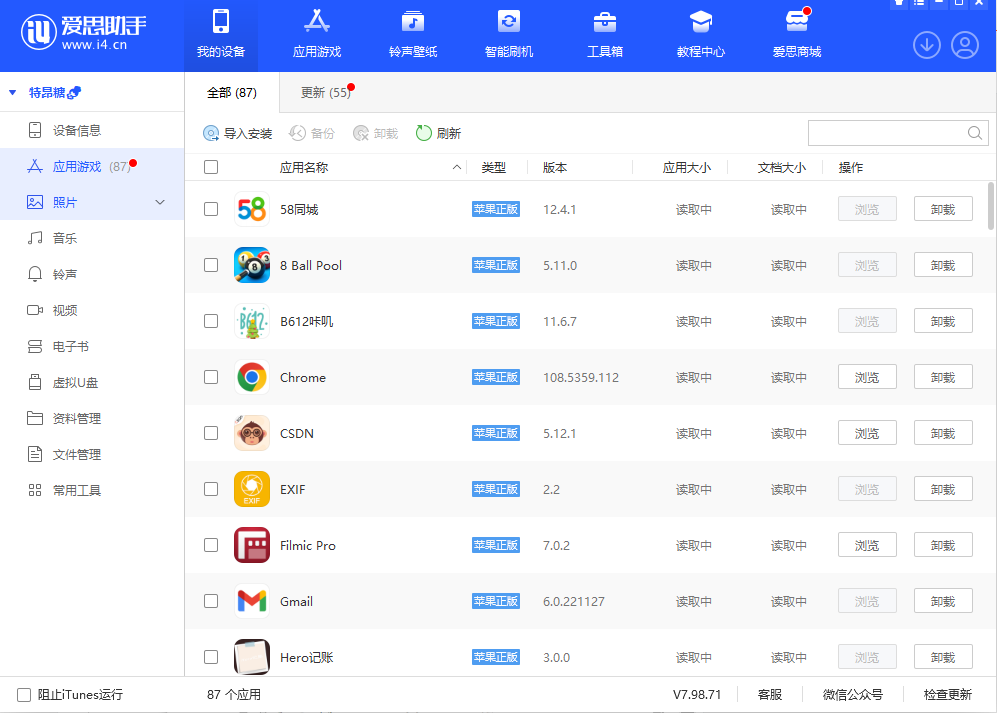 爱思助手
www.i4.cn
我的设备 应用游戏 铃声壁纸 智能刷机 工具箱 教程中心 爱思商城
特昂糖
设备信息
应用游戏 (87)
照片
音乐
铃声
视频
电子书
虚拟U盘
资料管理
文件管理
常用工具
全部 (87) 更新 (55)
导入安装 备份 卸载 刷新
应用名称 类型 版本 应用大小 文档大小 操作
58 58同城 苹果正版 12.4.1 读取中 读取中 浏览 卸载
8 Ball Pool 苹果正版 5.11.0 读取中 读取中 浏览 卸载
B612 B612咔叽 苹果正版 11.6.7 读取中 读取中 浏览 卸载
Chrome 苹果正版 108.5359.112 读取中 读取中 浏览 卸载
CSDN 苹果正版 5.12.1 读取中 读取中 浏览 卸载
EXIF EXIF 苹果正版 2.2 读取中 读取中 浏览 卸载
Filmic Pro 苹果正版 7.0.2 读取中 读取中 浏览 卸载
Gmail 苹果正版 6.0.221127 读取中 读取中 浏览 卸载
Hero记账 苹果正版 3.0.0 读取中 读取中 浏览 卸载
阻止iTunes运行 87 个应用 V7.98.71 客服 微信公众号 检查更新